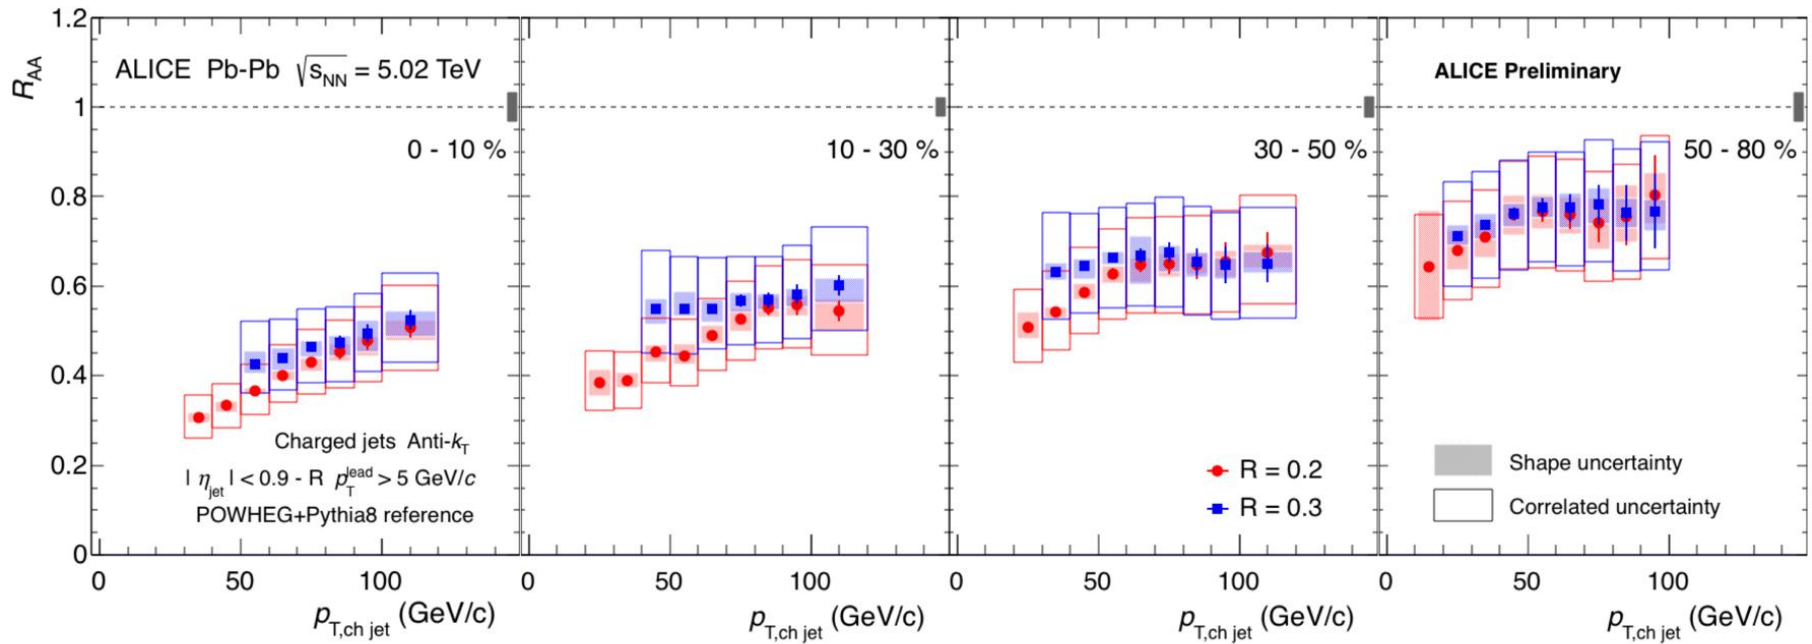 R_AA
1.2
1
0.8
0.6
0.4
0.2
0
ALICE Pb-Pb √s_NN = 5.02 TeV
0 - 10 %
Charged jets Anti-k_T
| η_jet | < 0.9 - R p_T^lead > 5 GeV/c
POWHEG+Pythia8 reference
0 50 100
p_T,ch jet (GeV/c)
10 - 30 %
0 50 100
p_T,ch jet (GeV/c)
30 - 50 %
R = 0.2
R = 0.3
0 50 100
p_T,ch jet (GeV/c)
ALICE Preliminary
50 - 80 %
Shape uncertainty
Correlated uncertainty
0 50 100
p_T,ch jet (GeV/c)